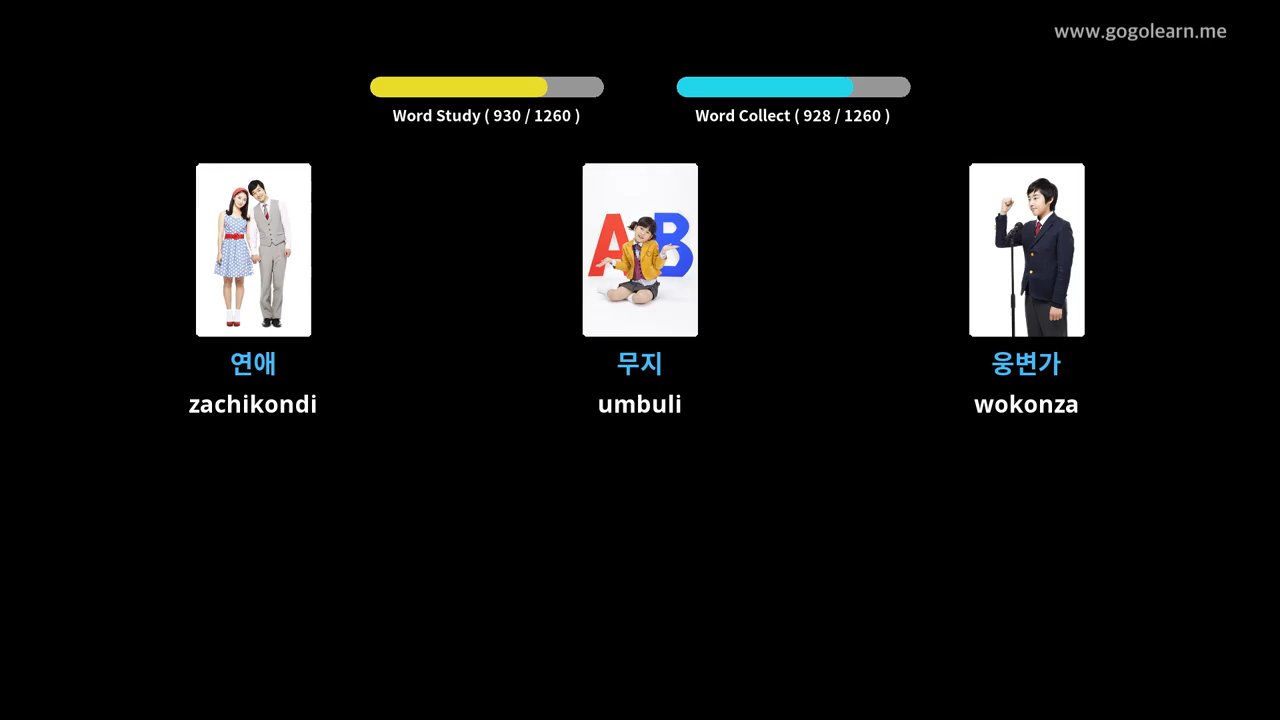 www.gogolearn.me
Word Study ( 930 / 1260 )
Word Collect ( 928 / 1260 )
A B
연애
무지
웅변가
zachikondi
umbuli
wokonza